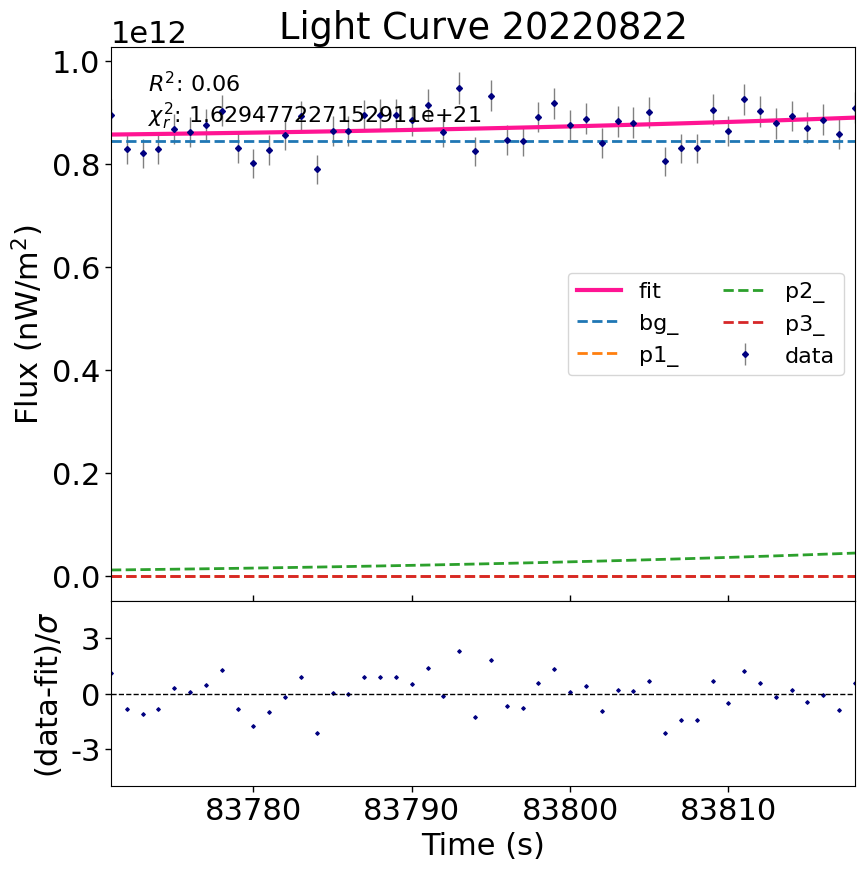 Light Curve 20220822
1e12
R²: 0.06
χ²ᵣ: 1.629477227152911e+21
1.0
0.8
0.6
0.4
0.2
0.0
Flux (nW/m²)
fit
bg_
p1_
p2_
p3_
data
3
0
-3
(data-fit)/σ
83780 83790 83800 83810
Time (s)